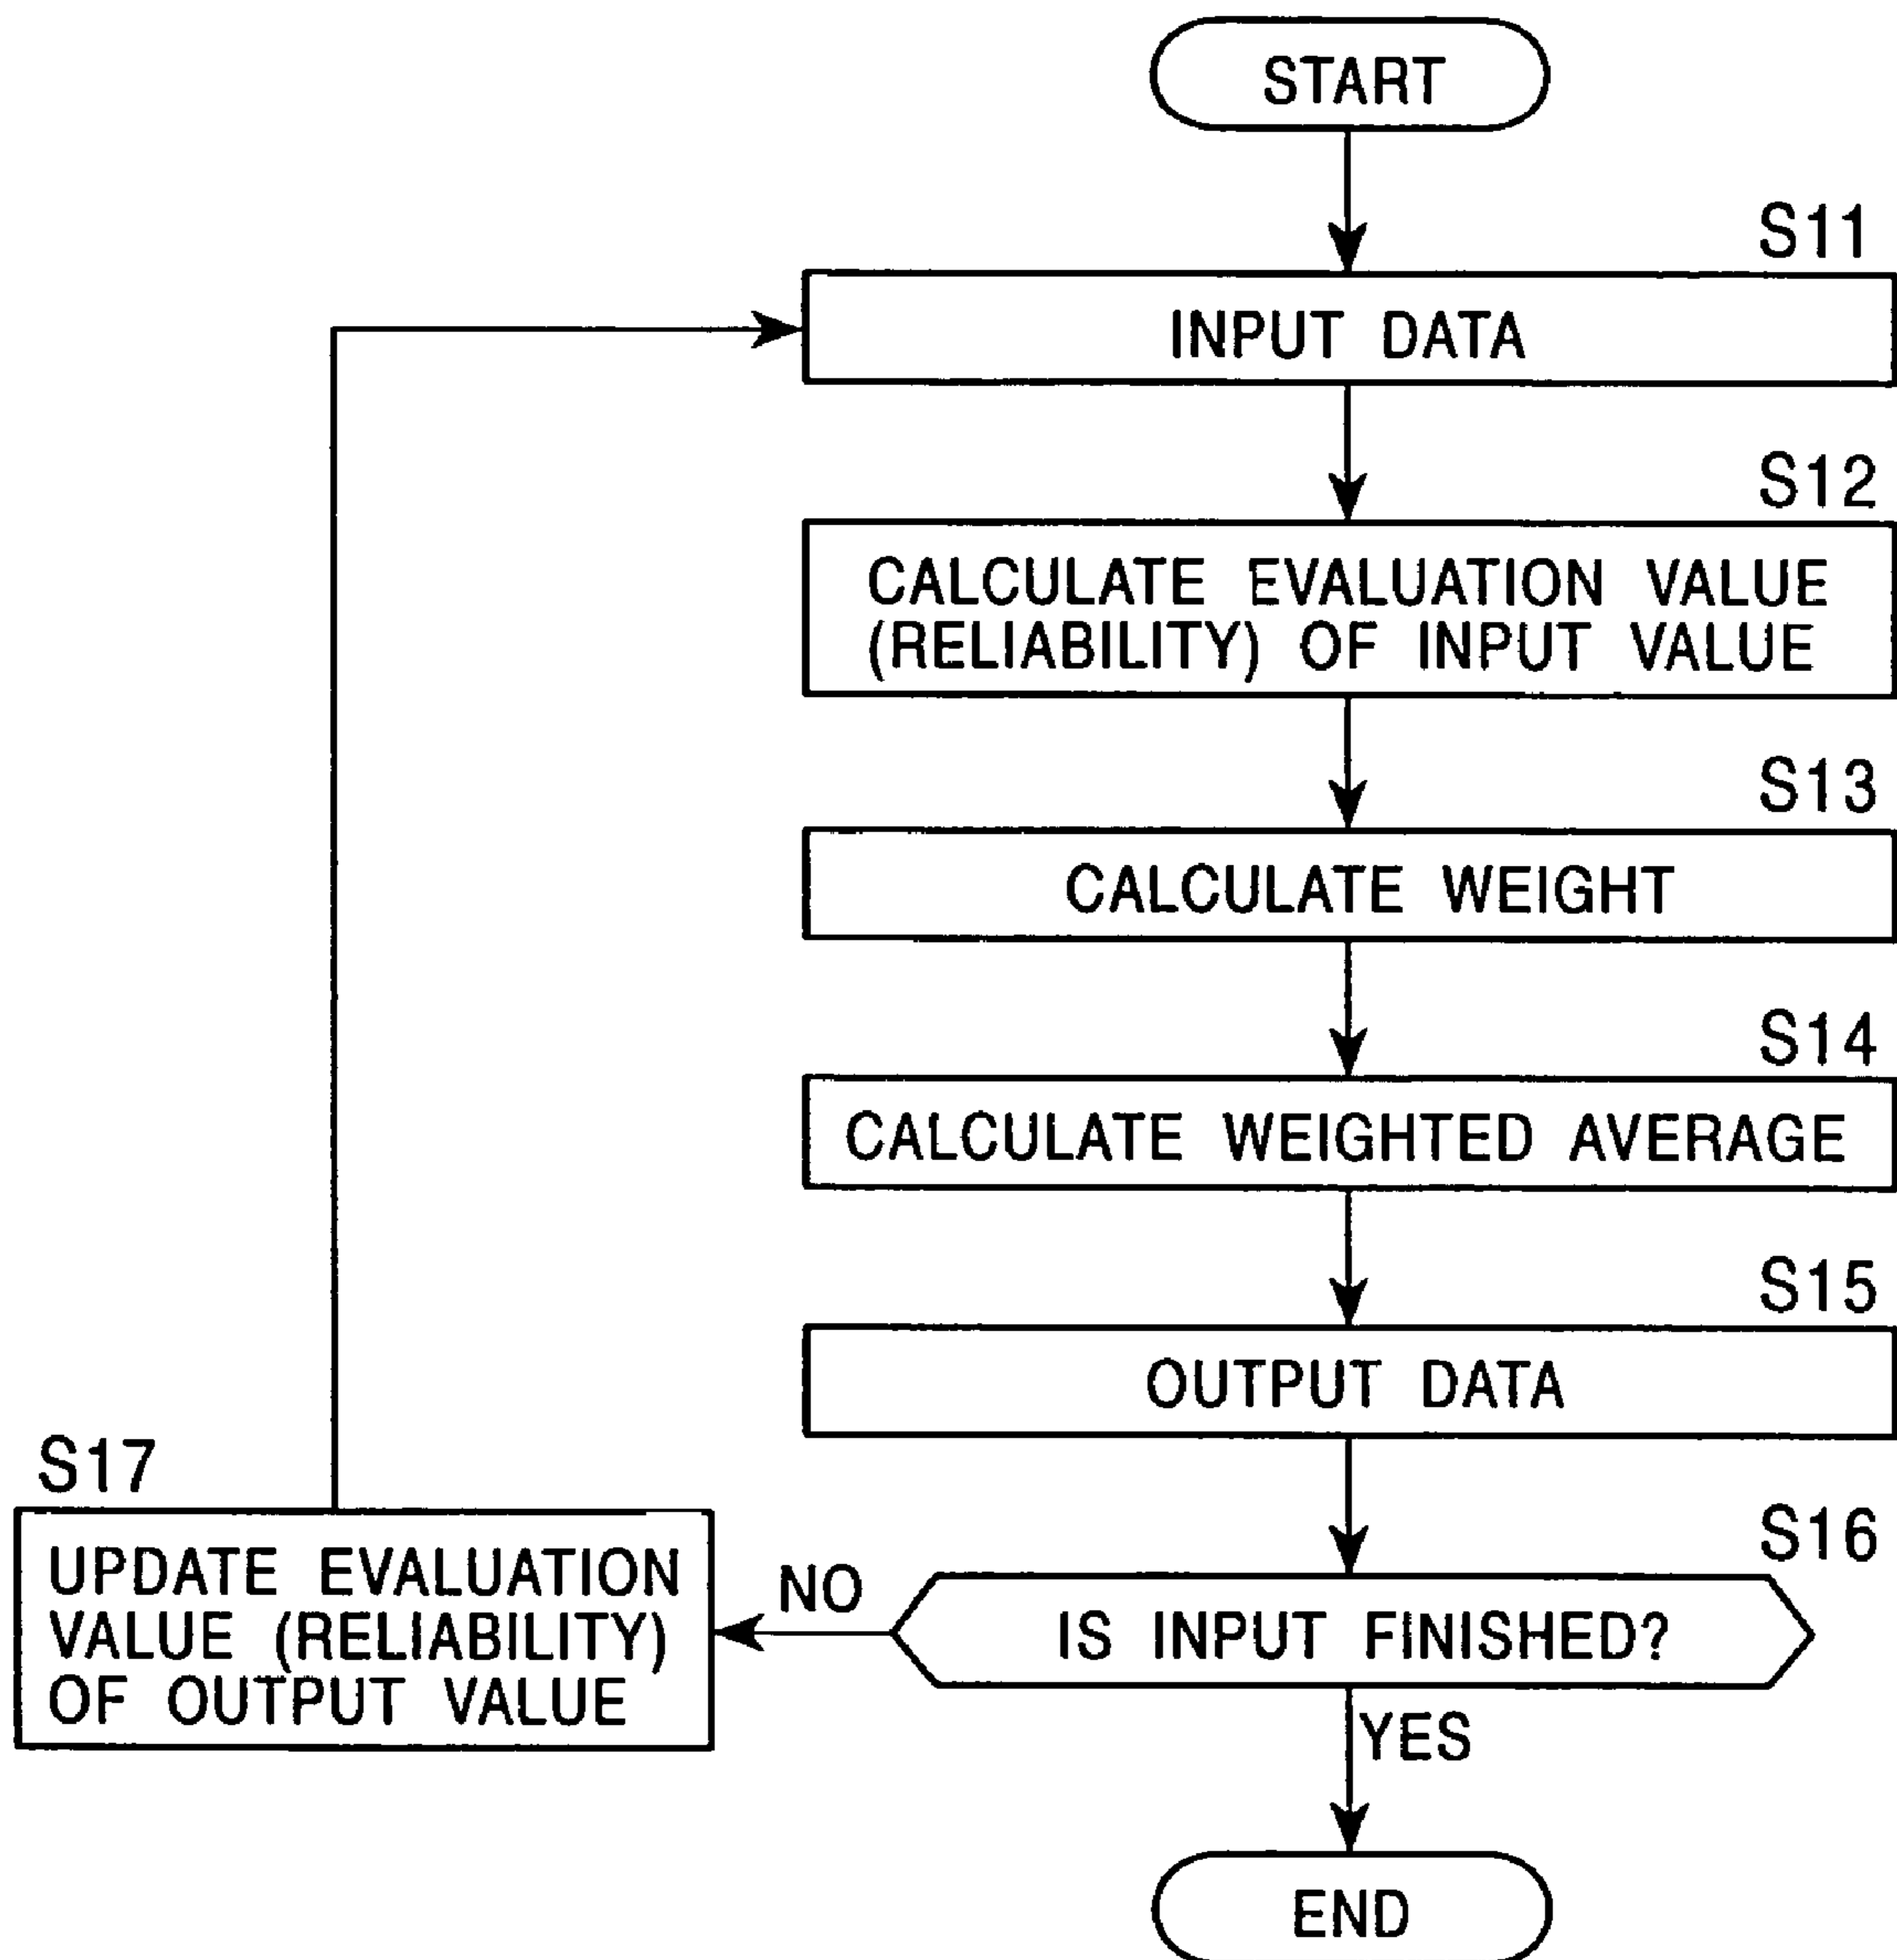 START
S11
INPUT DATA
S12
CALCULATE EVALUATION VALUE
(RELIABILITY) OF INPUT VALUE
S13
CALCULATE WEIGHT
S14
CALCULATE WEIGHTED AVERAGE
S15
OUTPUT DATA
S16
IS INPUT FINISHED?
NO
S17
UPDATE EVALUATION
VALUE (RELIABILITY)
OF OUTPUT VALUE
YES
END